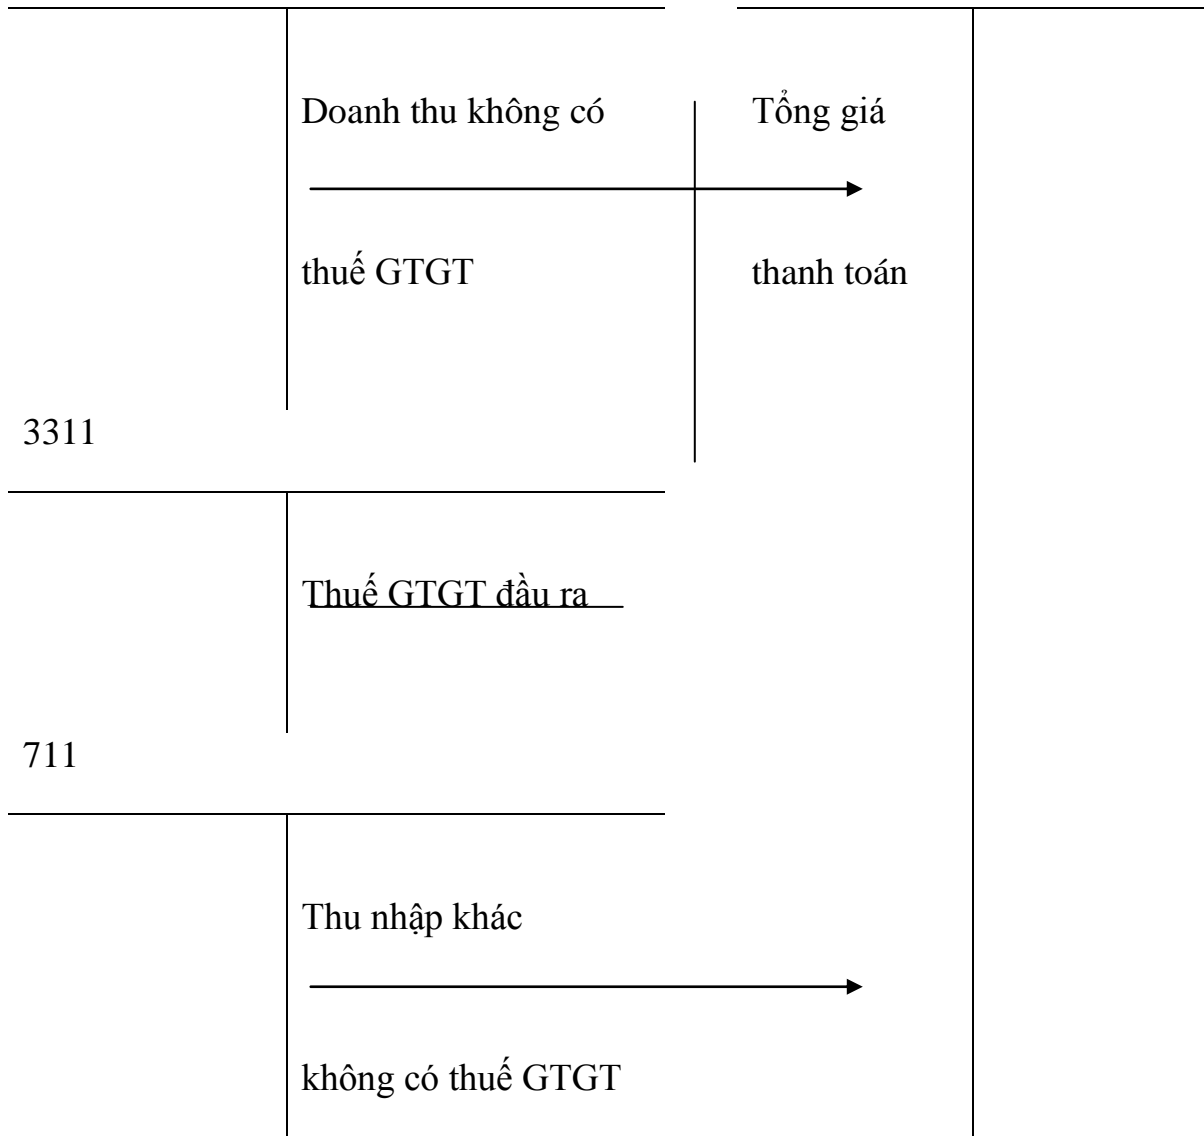 Doanh thu không có
Tổng giá
thuế GTGT
thanh toán
3311
Thuế GTGT đầu ra
711
Thu nhập khác
không có thuế GTGT